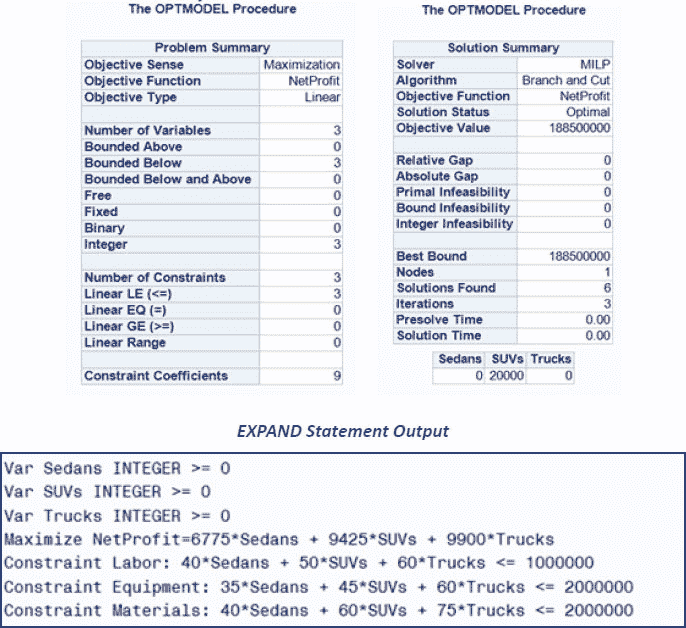 The OPTMODEL Procedure
Problem Summary
Objective Sense Maximization
Objective Function NetProfit
Objective Type Linear
Number of Variables 3
Bounded Above 0
Bounded Below 3
Bounded Below and Above 0
Free 0
Fixed 0
Binary 0
Integer 3
Number of Constraints 3
Linear LE (<=) 3
Linear EQ (=) 0
Linear GE (>=) 0
Linear Range 0
Constraint Coefficients 9
The OPTMODEL Procedure
Solution Summary
Solver MILP
Algorithm Branch and Cut
Objective Function NetProfit
Solution Status Optimal
Objective Value 188500000
Relative Gap 0
Absolute Gap 0
Primal Infeasibility 0
Bound Infeasibility 0
Integer Infeasibility 0
Best Bound 188500000
Nodes 1
Solutions Found 6
Iterations 3
Presolve Time 0.00
Solution Time 0.00
Sedans SUVs Trucks
0 20000 0
EXPAND Statement Output
Var Sedans INTEGER >= 0
Var SUVs INTEGER >= 0
Var Trucks INTEGER >= 0
Maximize NetProfit=6775*Sedans + 9425*SUVs + 9900*Trucks
Constraint Labor: 40*Sedans + 50*SUVs + 60*Trucks <= 1000000
Constraint Equipment: 35*Sedans + 45*SUVs + 60*Trucks <= 2000000
Constraint Materials: 40*Sedans + 60*SUVs + 75*Trucks <= 2000000